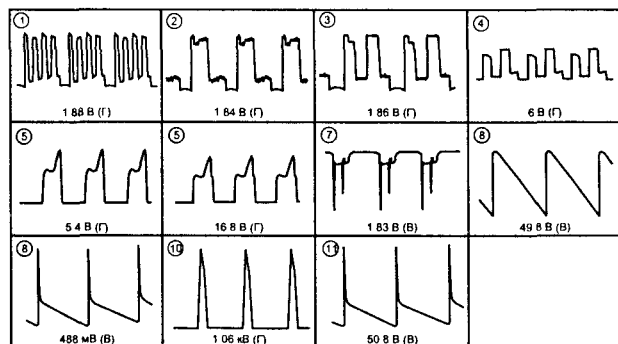 ① ② ③ ④
1 88 В (Г) 1 84 В (Г) 1 86 В (Г) 6 В (Г)
⑤ ⑤ ⑦ ⑧
5 4 В (Г) 16 8 В (Г) 1 83 В (В) 49 8 В (В)
⑧ ⑩ ⑪
488 мВ (В) 1 06 кВ (Г) 50 8 В (В)